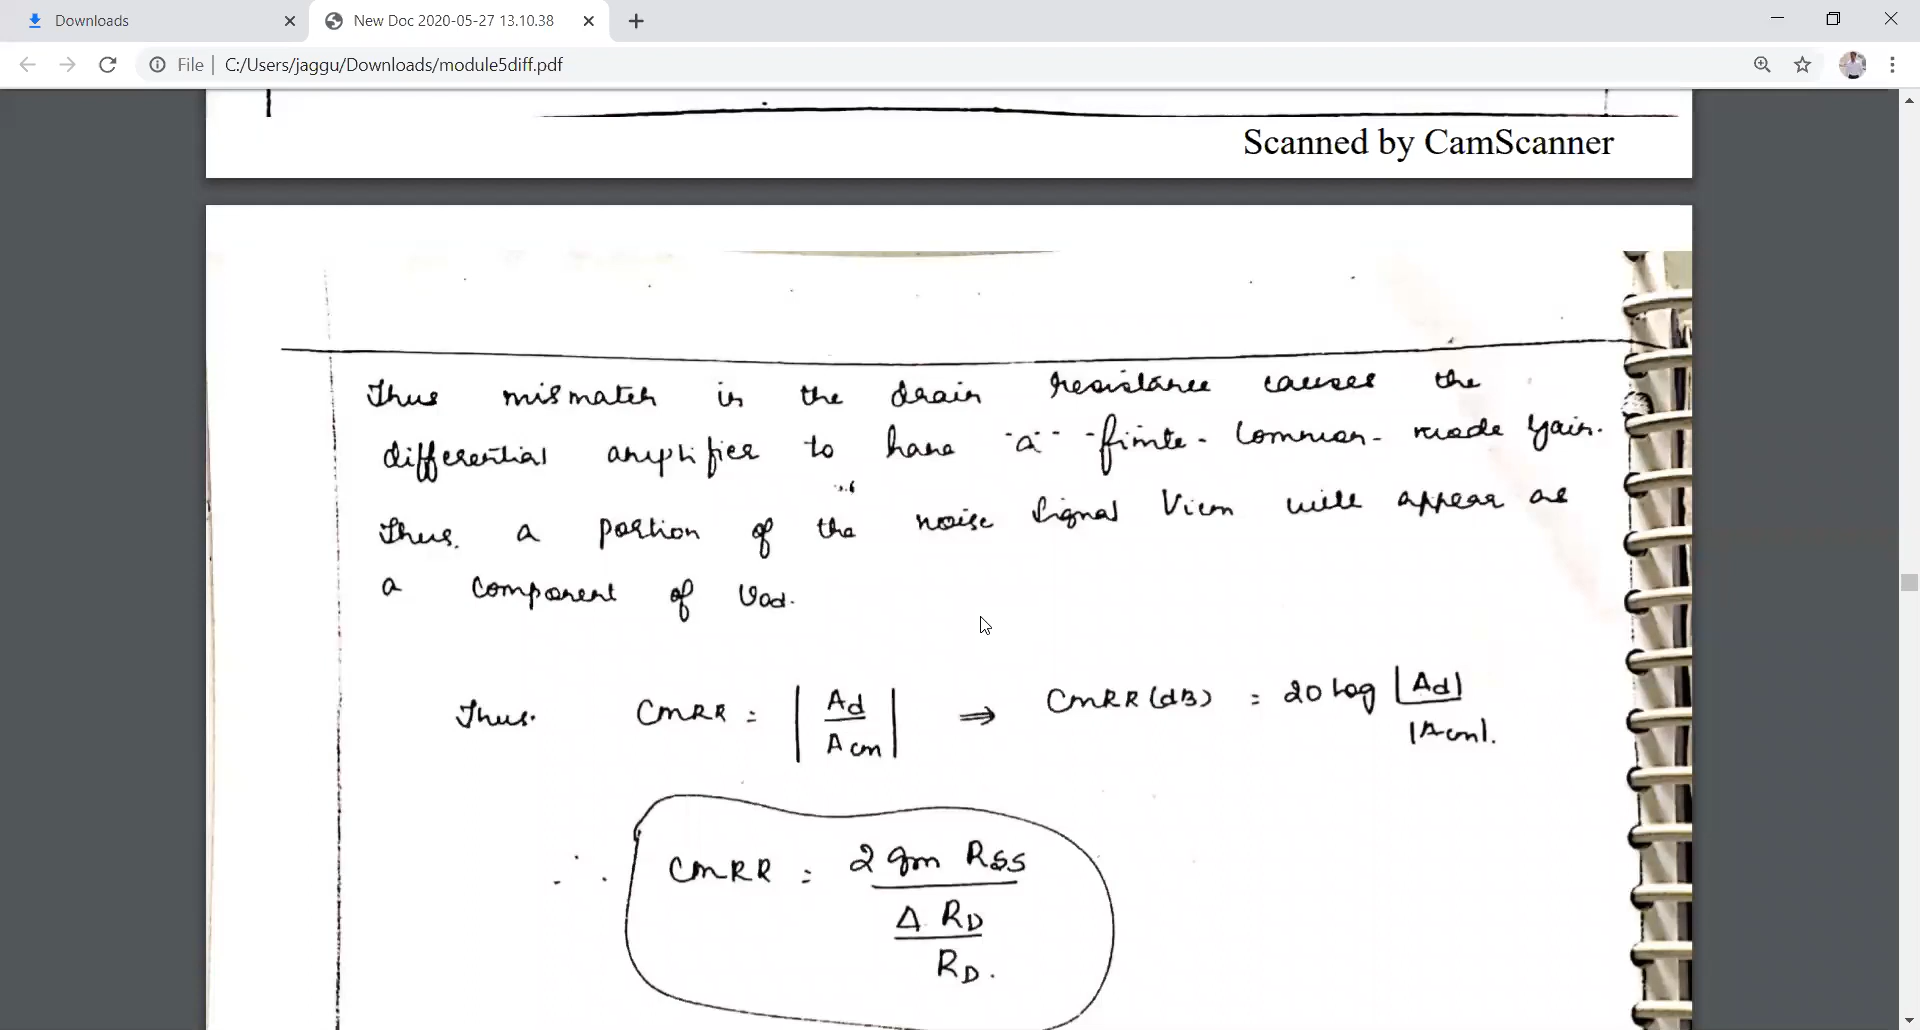 Downloads
New Doc 2020-05-27 13.10.38
File | C:/Users/jaggu/Downloads/module5diff.pdf
Scanned by CamScanner
Thus mismatch in the drain resistance causes the
differential amplifier to have a finite common-mode gain.
Thus a portion of the noise signal Vicm will appear as
a component of Vod.
Thus. CMRR = |Ad / Acm| ⇒ CMRR(dB) = 20 log |Ad| / |Acm|.
∴ CMRR = 2 gm RSS / (Δ RD / RD).